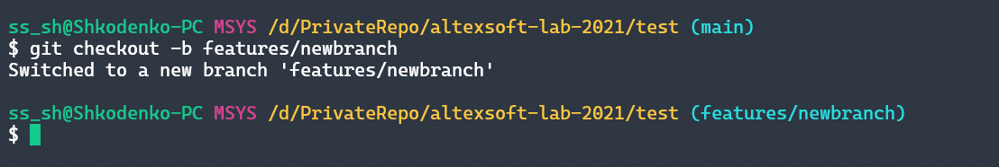 ss_sh@Shkodenko-PC MSYS /d/PrivateRepo/altexsoft-lab-2021/test (main)
$ git checkout -b features/newbranch
Switched to a new branch 'features/newbranch'
ss_sh@Shkodenko-PC MSYS /d/PrivateRepo/altexsoft-lab-2021/test (features/newbranch)
$